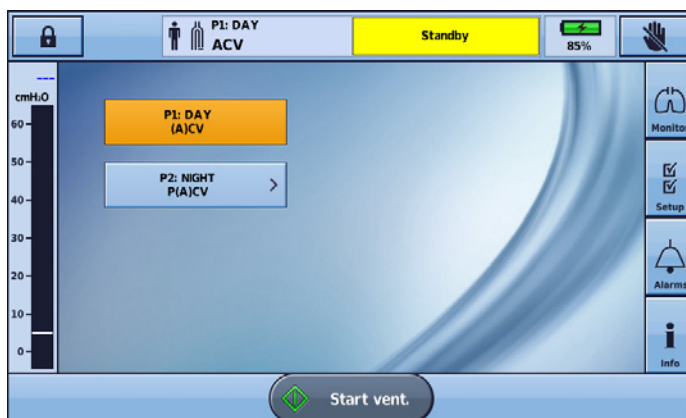 P1: DAY
ACV
Standby
85%
---
cmH₂O
60
50
40
30
20
10
0
P1: DAY
(A)CV
P2: NIGHT
P(A)CV
Monitor
Setup
Alarms
Info
Start vent.